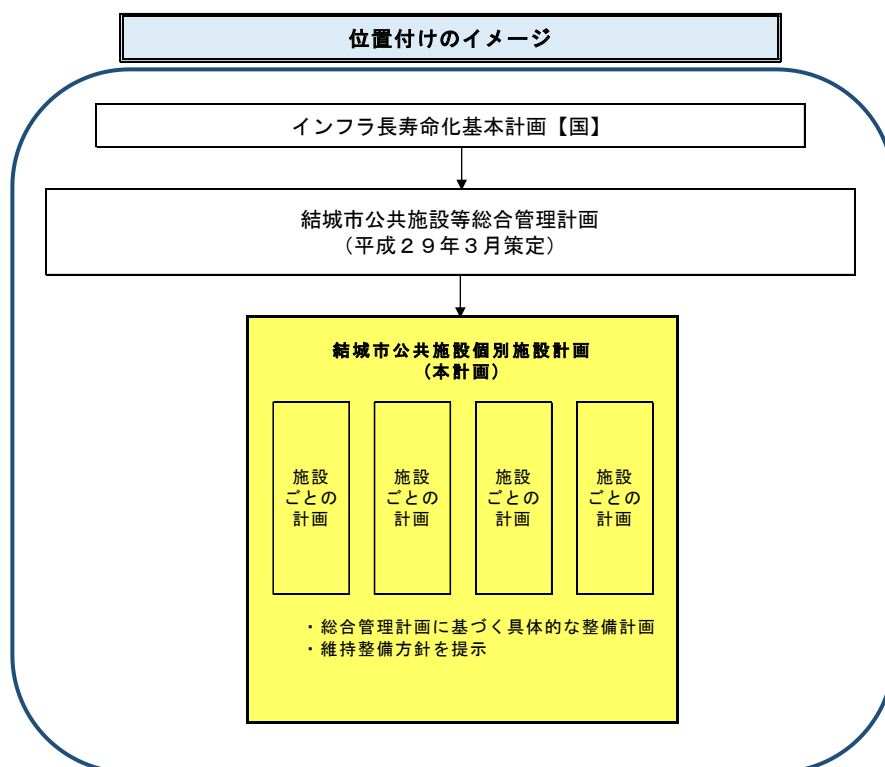 位置付けのイメージ
インフラ長寿命化基本計画【国】
結城市公共施設等総合管理計画
（平成２９年３月策定）
結城市公共施設個別施設計画
（本計画）
施設
ごとの
計画
施設
ごとの
計画
施設
ごとの
計画
施設
ごとの
計画
・総合管理計画に基づく具体的な整備計画
・維持整備方針を提示